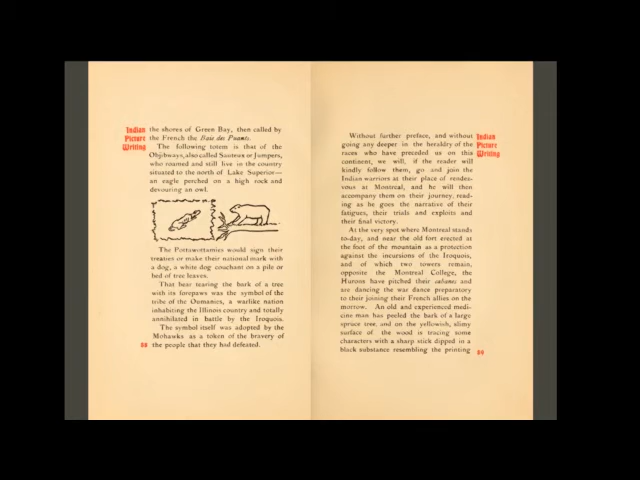 Indian
Picture
Writing
the shores of Green Bay, then called by
the French the Baie des Puants.
The following totem is that of the
Objibways, also called Sauteux or Jumpers,
who roamed and still live in the country
situated to the north of Lake Superior—
an eagle perched on a high rock and
devouring an owl.
The Pottawottamies would sign their
treaties or make their national mark with
a dog, a white dog couchant on a pile or
bed of tree leaves.
That bear tearing the bark of a tree
with its forepaws was the symbol of the
tribe of the Oumanics, a warlike nation
inhabiting the Illinois country and totally
annihilated in battle by the Iroquois.
The symbol itself was adopted by the
Mohawks as a token of the bravery of
the people that they had defeated.
88
Without further preface, and without
going any deeper in the heraldry of the
races who have preceded us on this
continent, we will, if the reader will
kindly follow them, go and join the
Indian warriors at their place of rendez-
vous at Montreal, and he will then
accompany them on their journey, read-
ing as he goes the narrative of their
fatigues, their trials and exploits and
their final victory.
At the very spot where Montreal stands
to-day, and near the old fort erected at
the foot of the mountain as a protection
against the incursions of the Iroquois,
and of which two towers remain,
opposite the Montreal College, the
Hurons have pitched their cabanes and
are dancing the war dance preparatory
to their joining their French allies on the
morrow. An old and experienced medi-
cine man has peeled the bark of a large
spruce tree, and on the yellowish, slimy
surface of the wood is tracing some
characters with a sharp stick dipped in a
black substance resembling the printing
Indian
Picture
Writing
89